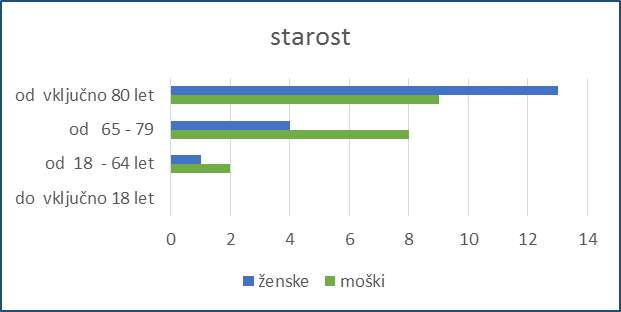 starost
od  vključno 80 let
od   65 - 79
od  18  - 64 let
do  vključno 18 let
0 2 4 6 8 10 12 14
ženske moški